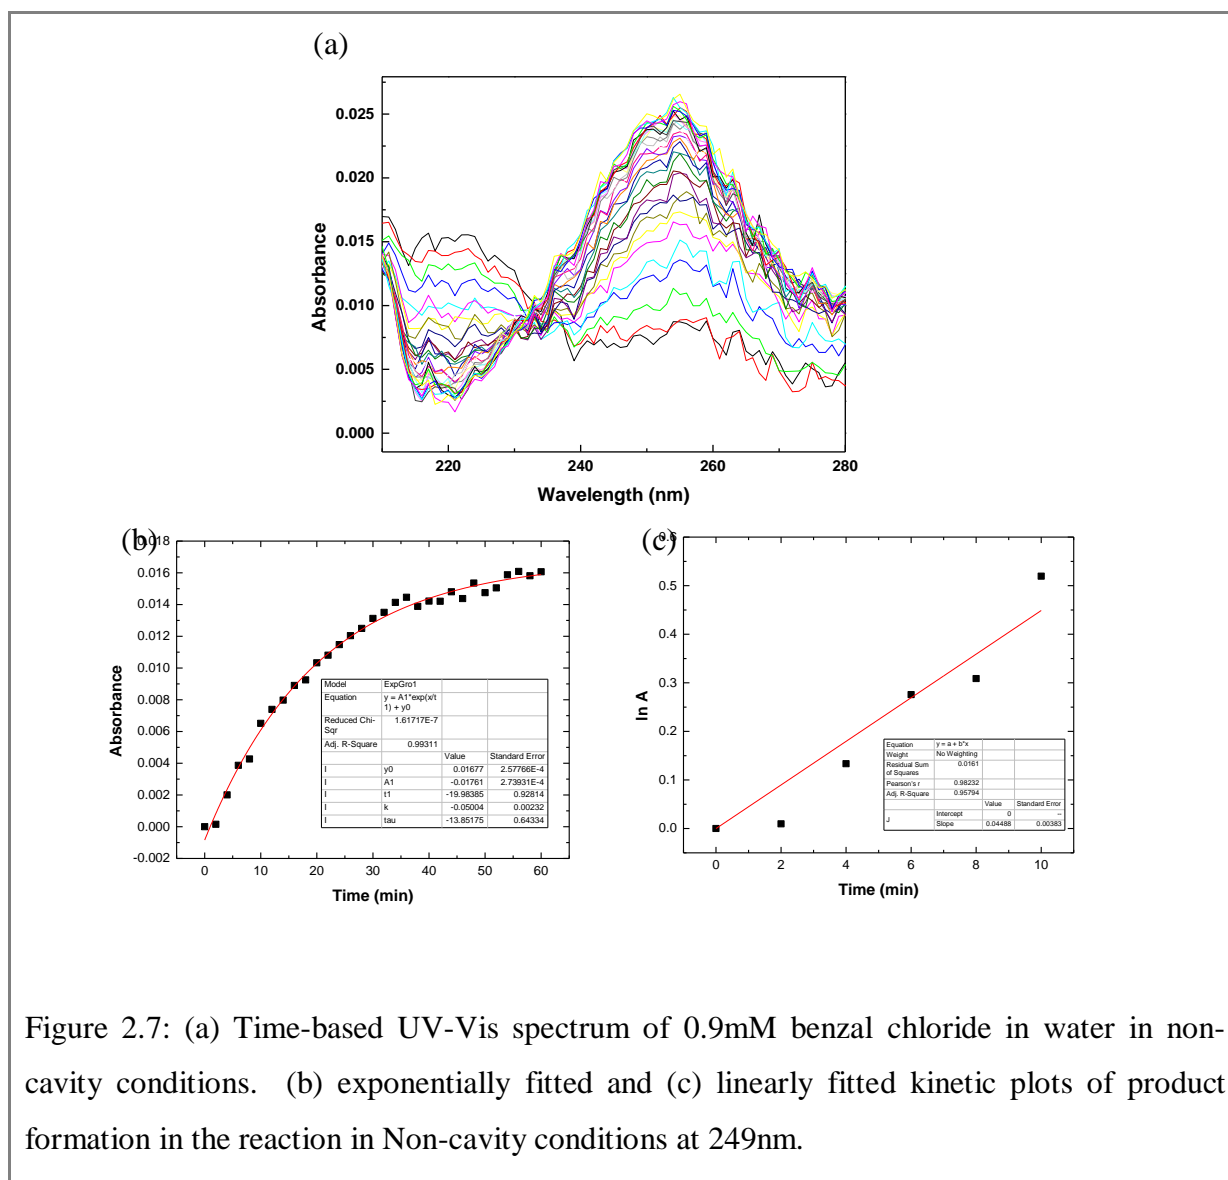 (a)
0.025
0.020
0.015
0.010
0.005
0.000
Absorbance
220 240 260 280
Wavelength (nm)
(b)
0.018
0.016
0.014
0.012
0.010
0.008
0.006
0.004
0.002
0.000
-0.002
Absorbance
Model ExpGro1
Equation y = A1*exp(x/t
1) + y0
Reduced Chi-
Sqr 1.61717E-7
Adj. R-Square 0.99311
Value Standard Error
I y0 0.01677 2.57766E-4
I A1 -0.01761 2.73931E-4
I t1 -19.98385 0.92814
I k -0.05004 0.00232
I tau -13.85175 0.64334
0 10 20 30 40 50 60
Time (min)
(c)
0.6
0.5
0.4
0.3
0.2
0.1
0.0
ln A
Equation y = a + b*x
Weight No Weighting
Residual Sum
of Squares 0.0161
Pearson's r 0.98232
Adj. R-Square 0.95794
Value Standard Error
J Intercept 0 --
Slope 0.04488 0.00383
0 2 4 6 8 10
Time (min)
Figure 2.7: (a) Time-based UV-Vis spectrum of 0.9mM benzal chloride in water in non-
cavity conditions. (b) exponentially fitted and (c) linearly fitted kinetic plots of product
formation in the reaction in Non-cavity conditions at 249nm.